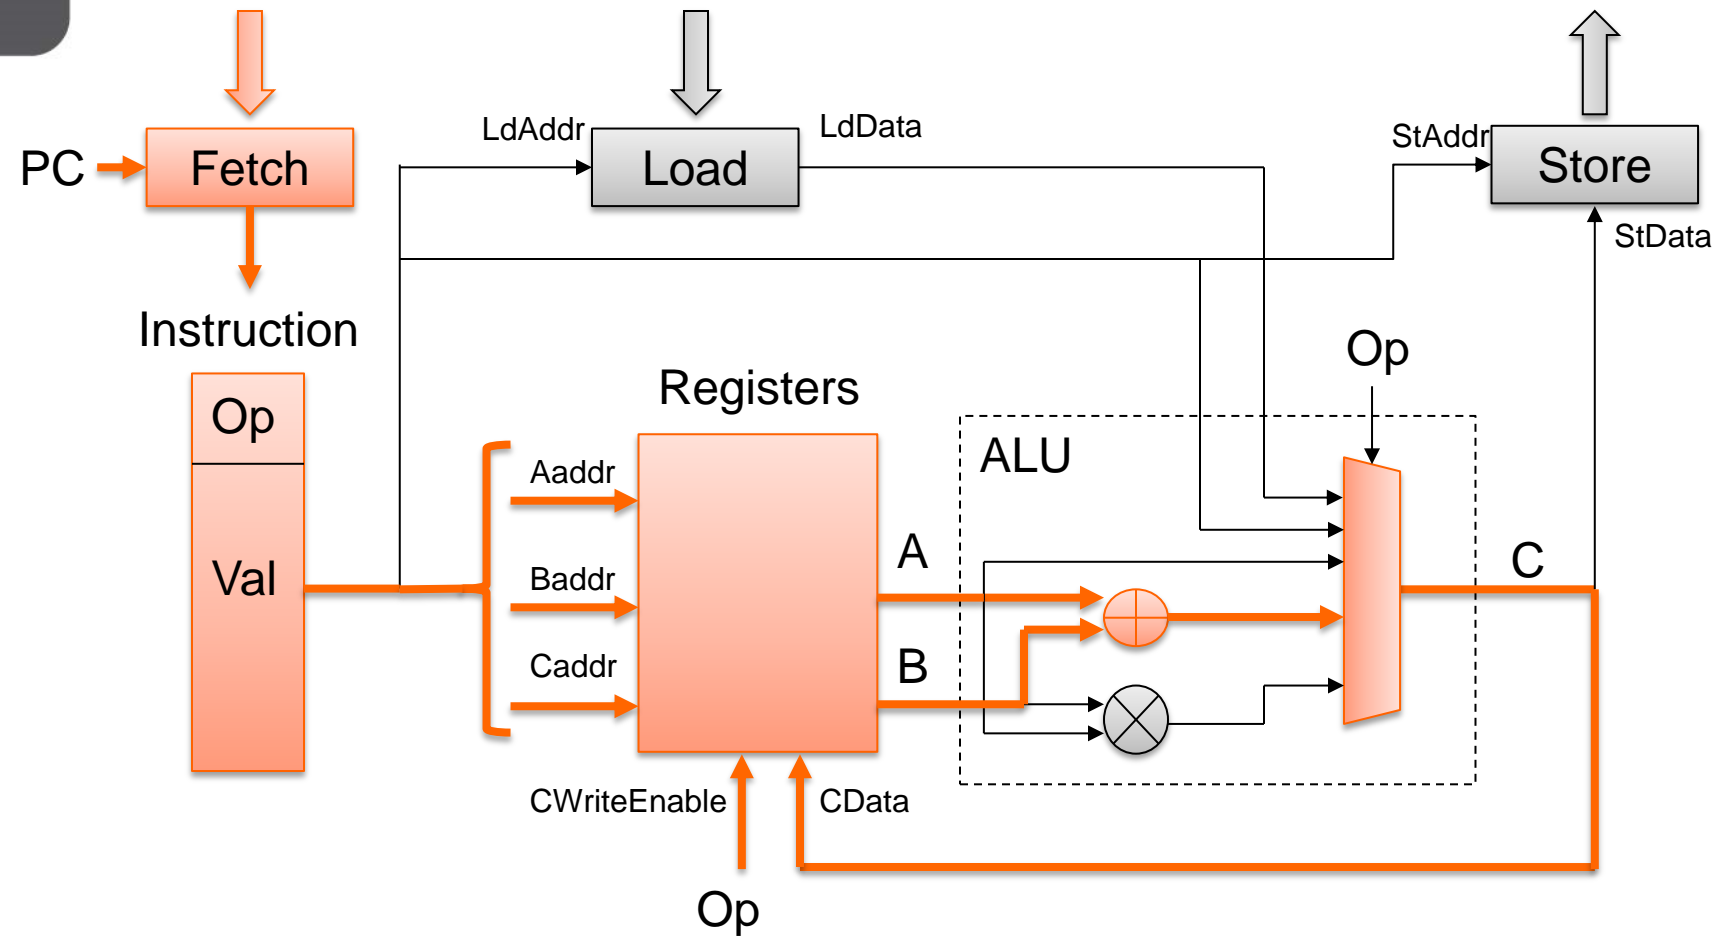 PC
Fetch
LdAddr
Load
LdData
StAddr
Store
StData
Instruction
Op
Val
Registers
Aaddr
Baddr
Caddr
A
B
ALU
Op
C
CWriteEnable
CData
Op